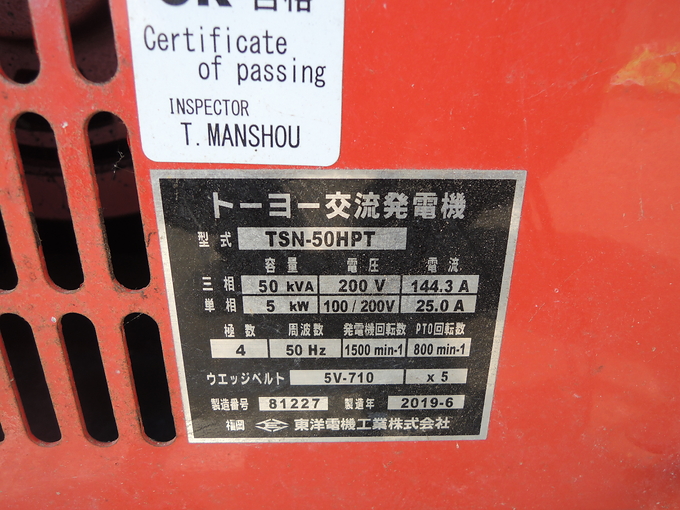 OK 合格
Certificate
of passing
INSPECTOR
T. MANSHOU
トーヨー交流発電機
型式 TSN-50HPT
容量 電圧 電流
三相 50 kVA 200 V 144.3 A
単相 5 kW 100/200V 25.0 A
極数 周波数 発電機回転数 PTO回転数
4 50 Hz 1500 min-1 800 min-1
ウエッジベルト 5V-710 x 5
製造番号 81227 製造年 2019-6
福岡 東洋電機工業株式会社